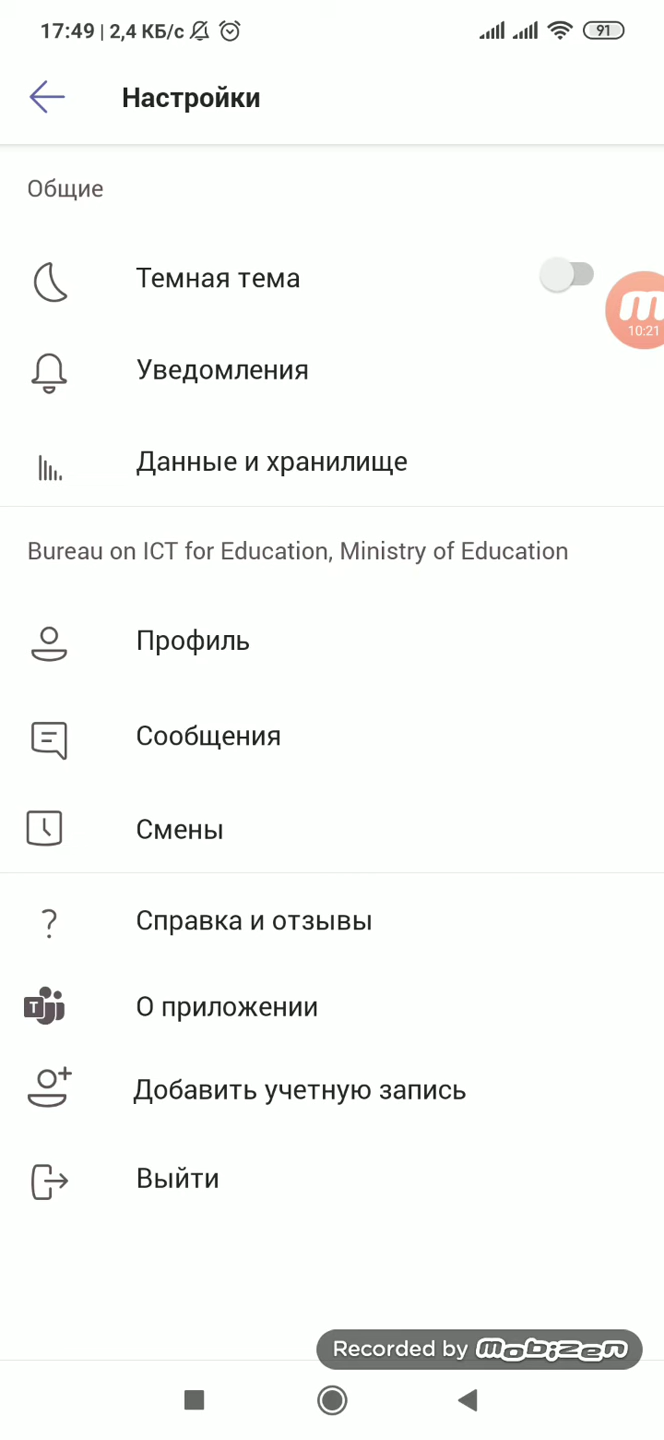 17:49 | 2,4 КБ/с 91
Настройки
Общие
Темная тема
10:21
Уведомления
Данные и хранилище
Bureau on ICT for Education, Ministry of Education
Профиль
Сообщения
Смены
?
Справка и отзывы
T
О приложении
Добавить учетную запись
Выйти
Recorded by mobizen